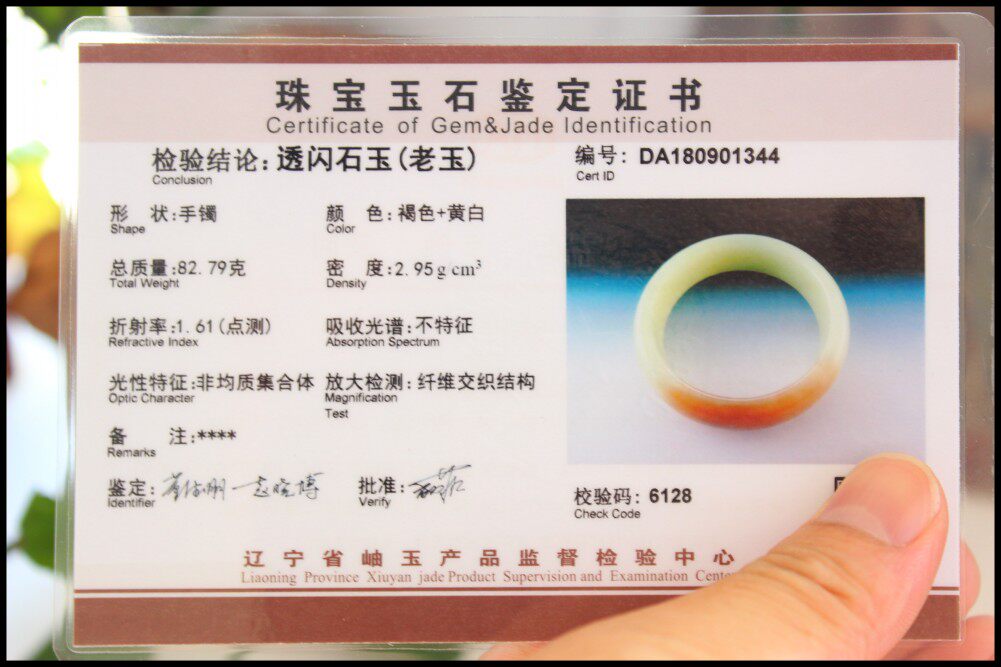 珠宝玉石鉴定证书
Certificate of Gem&Jade Identification
检验结论:透闪石玉(老玉)
Conclusion
编号: DA180901344
Cert ID
形 状:手镯
Shape
颜 色:褐色+黄白
Color
总质量:82.79克
Total Weight
密 度:2.95g cm³
Density
折射率:1.61(点测)
Refractive Index
吸收光谱:不特征
Absorption Spectrum
光性特征:非均质集合体
Optic Character
放大检测:纤维交织结构
Magnification
Test
备 注:****
Remarks
鉴定:
Identifier
批准:
Verify
校验码: 6128
Check Code
辽宁省岫玉产品监督检验中心
Liaoning Province Xiuyan jade Product Supervision and Examination